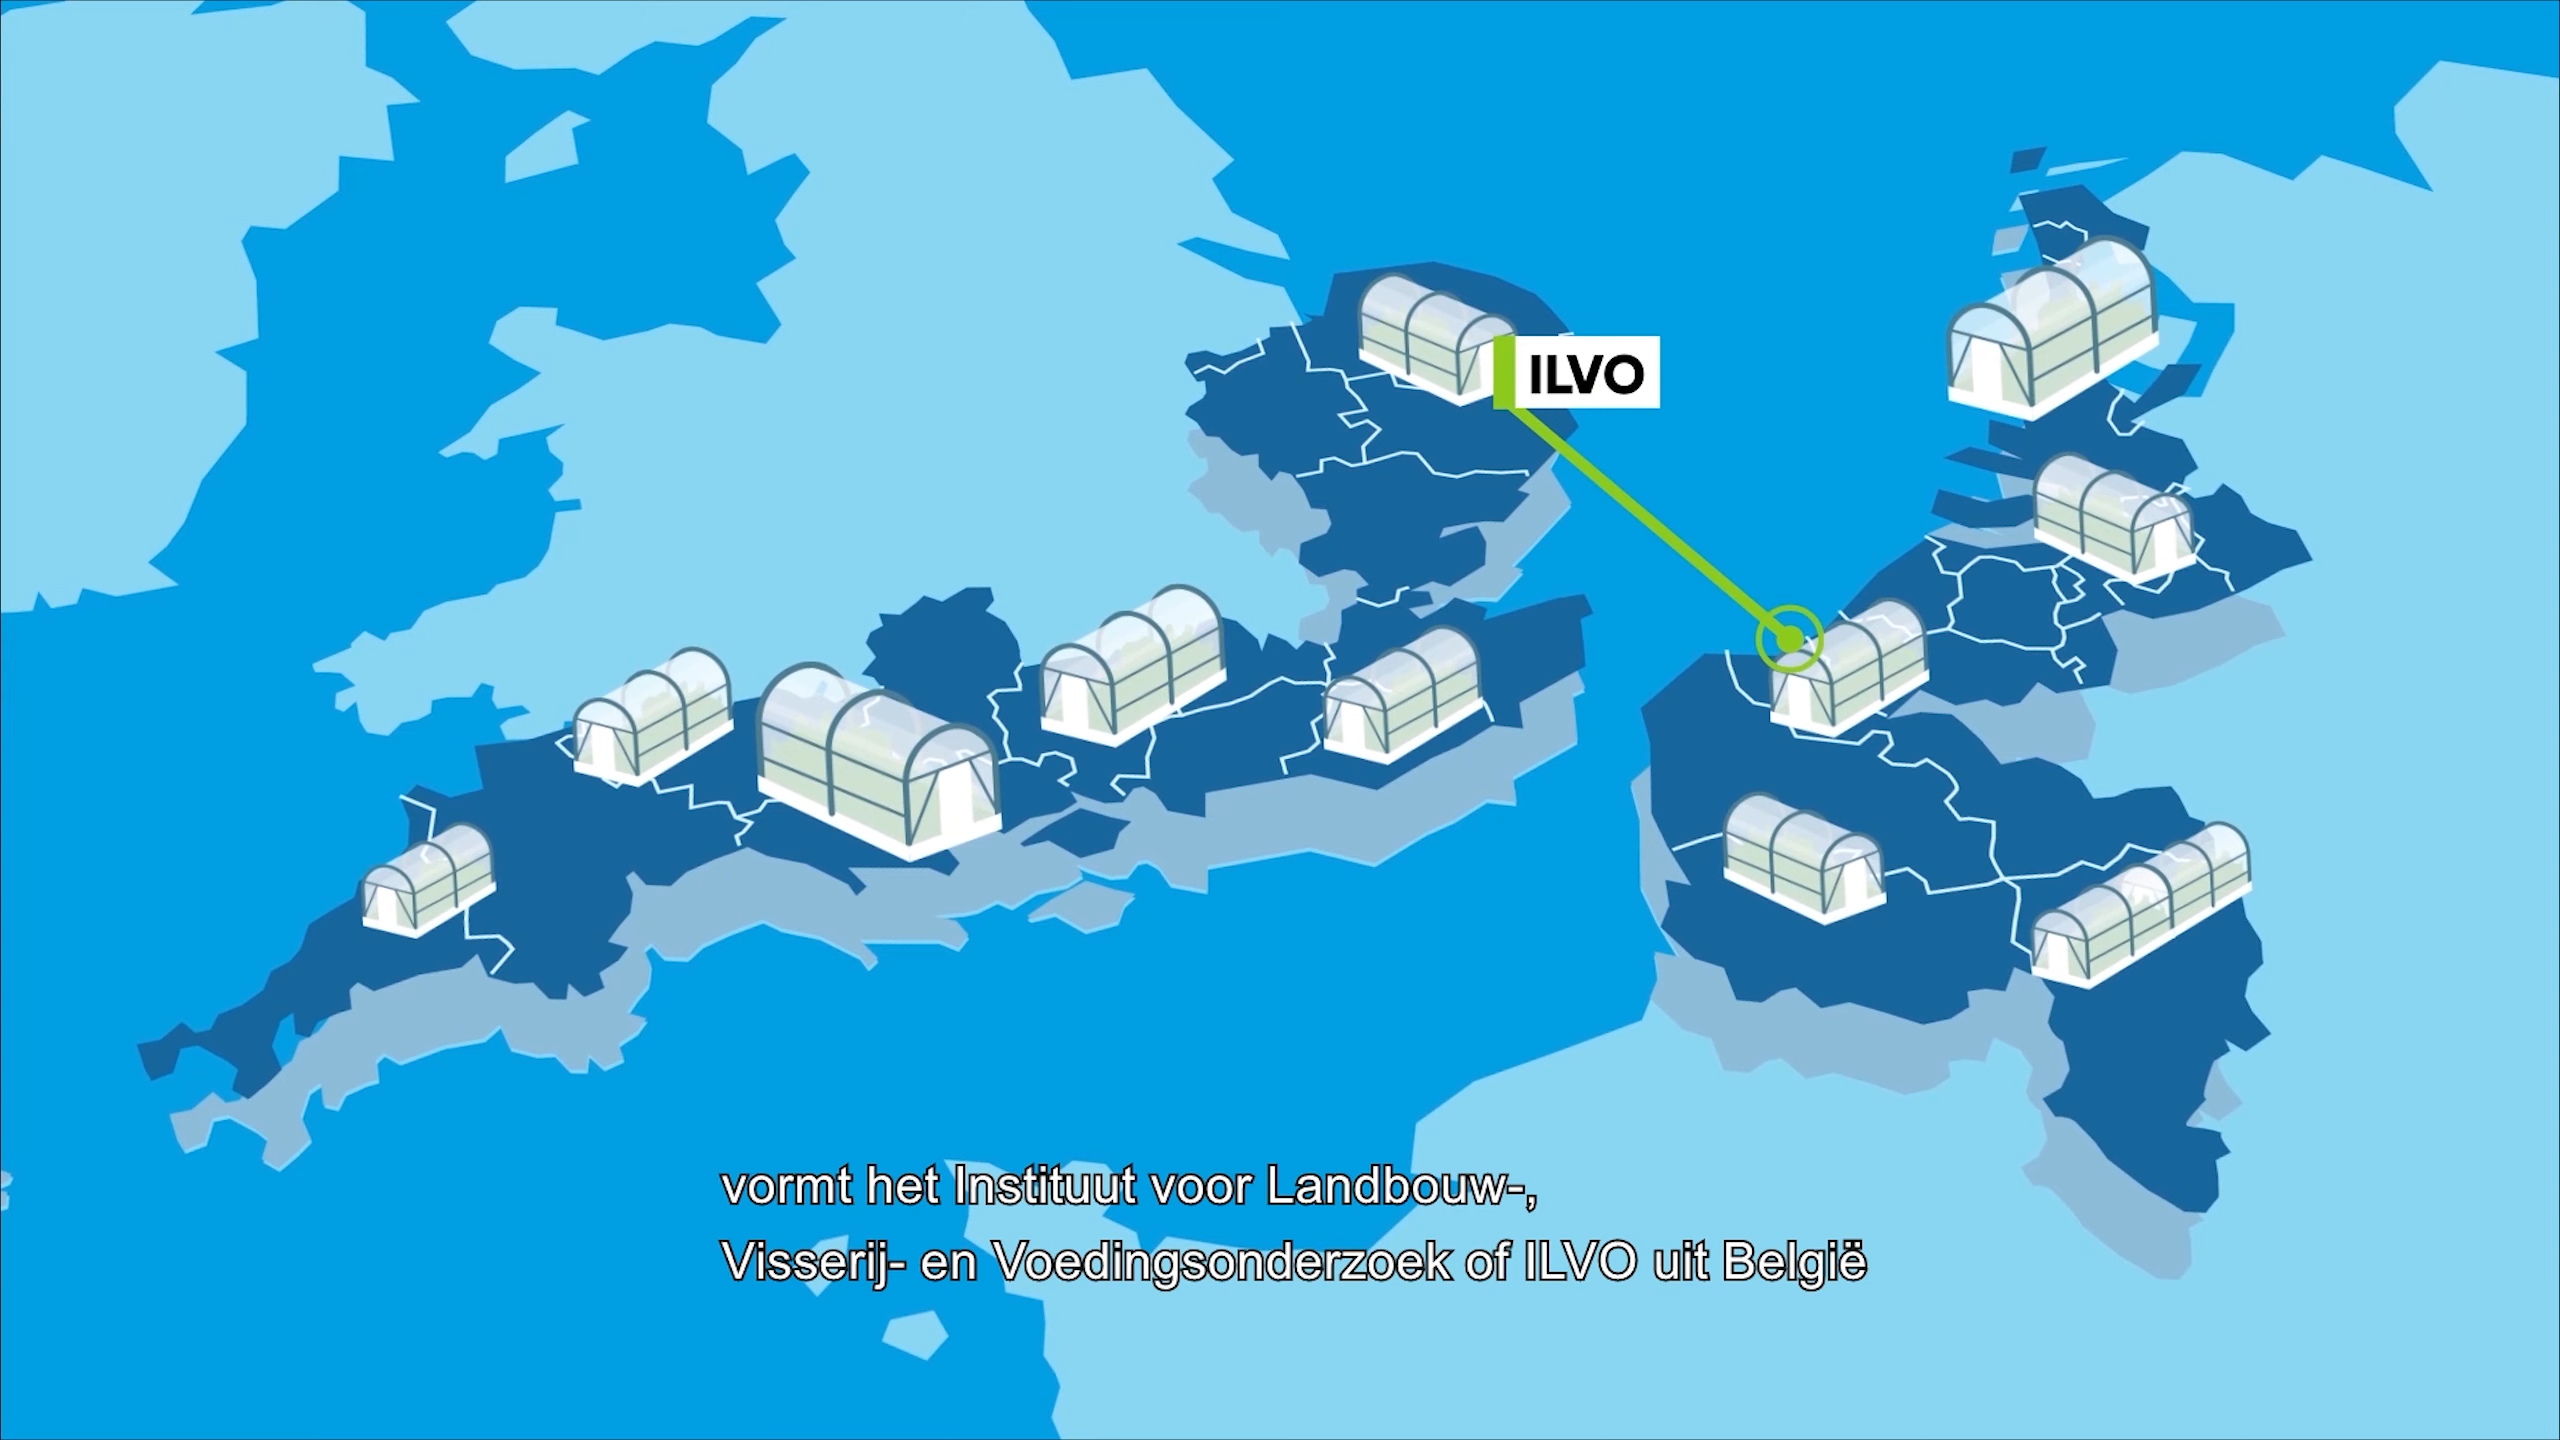 ILVO
vormt het Instituut voor Landbouw-,
Visserij- en Voedingsonderzoek of ILVO uit België